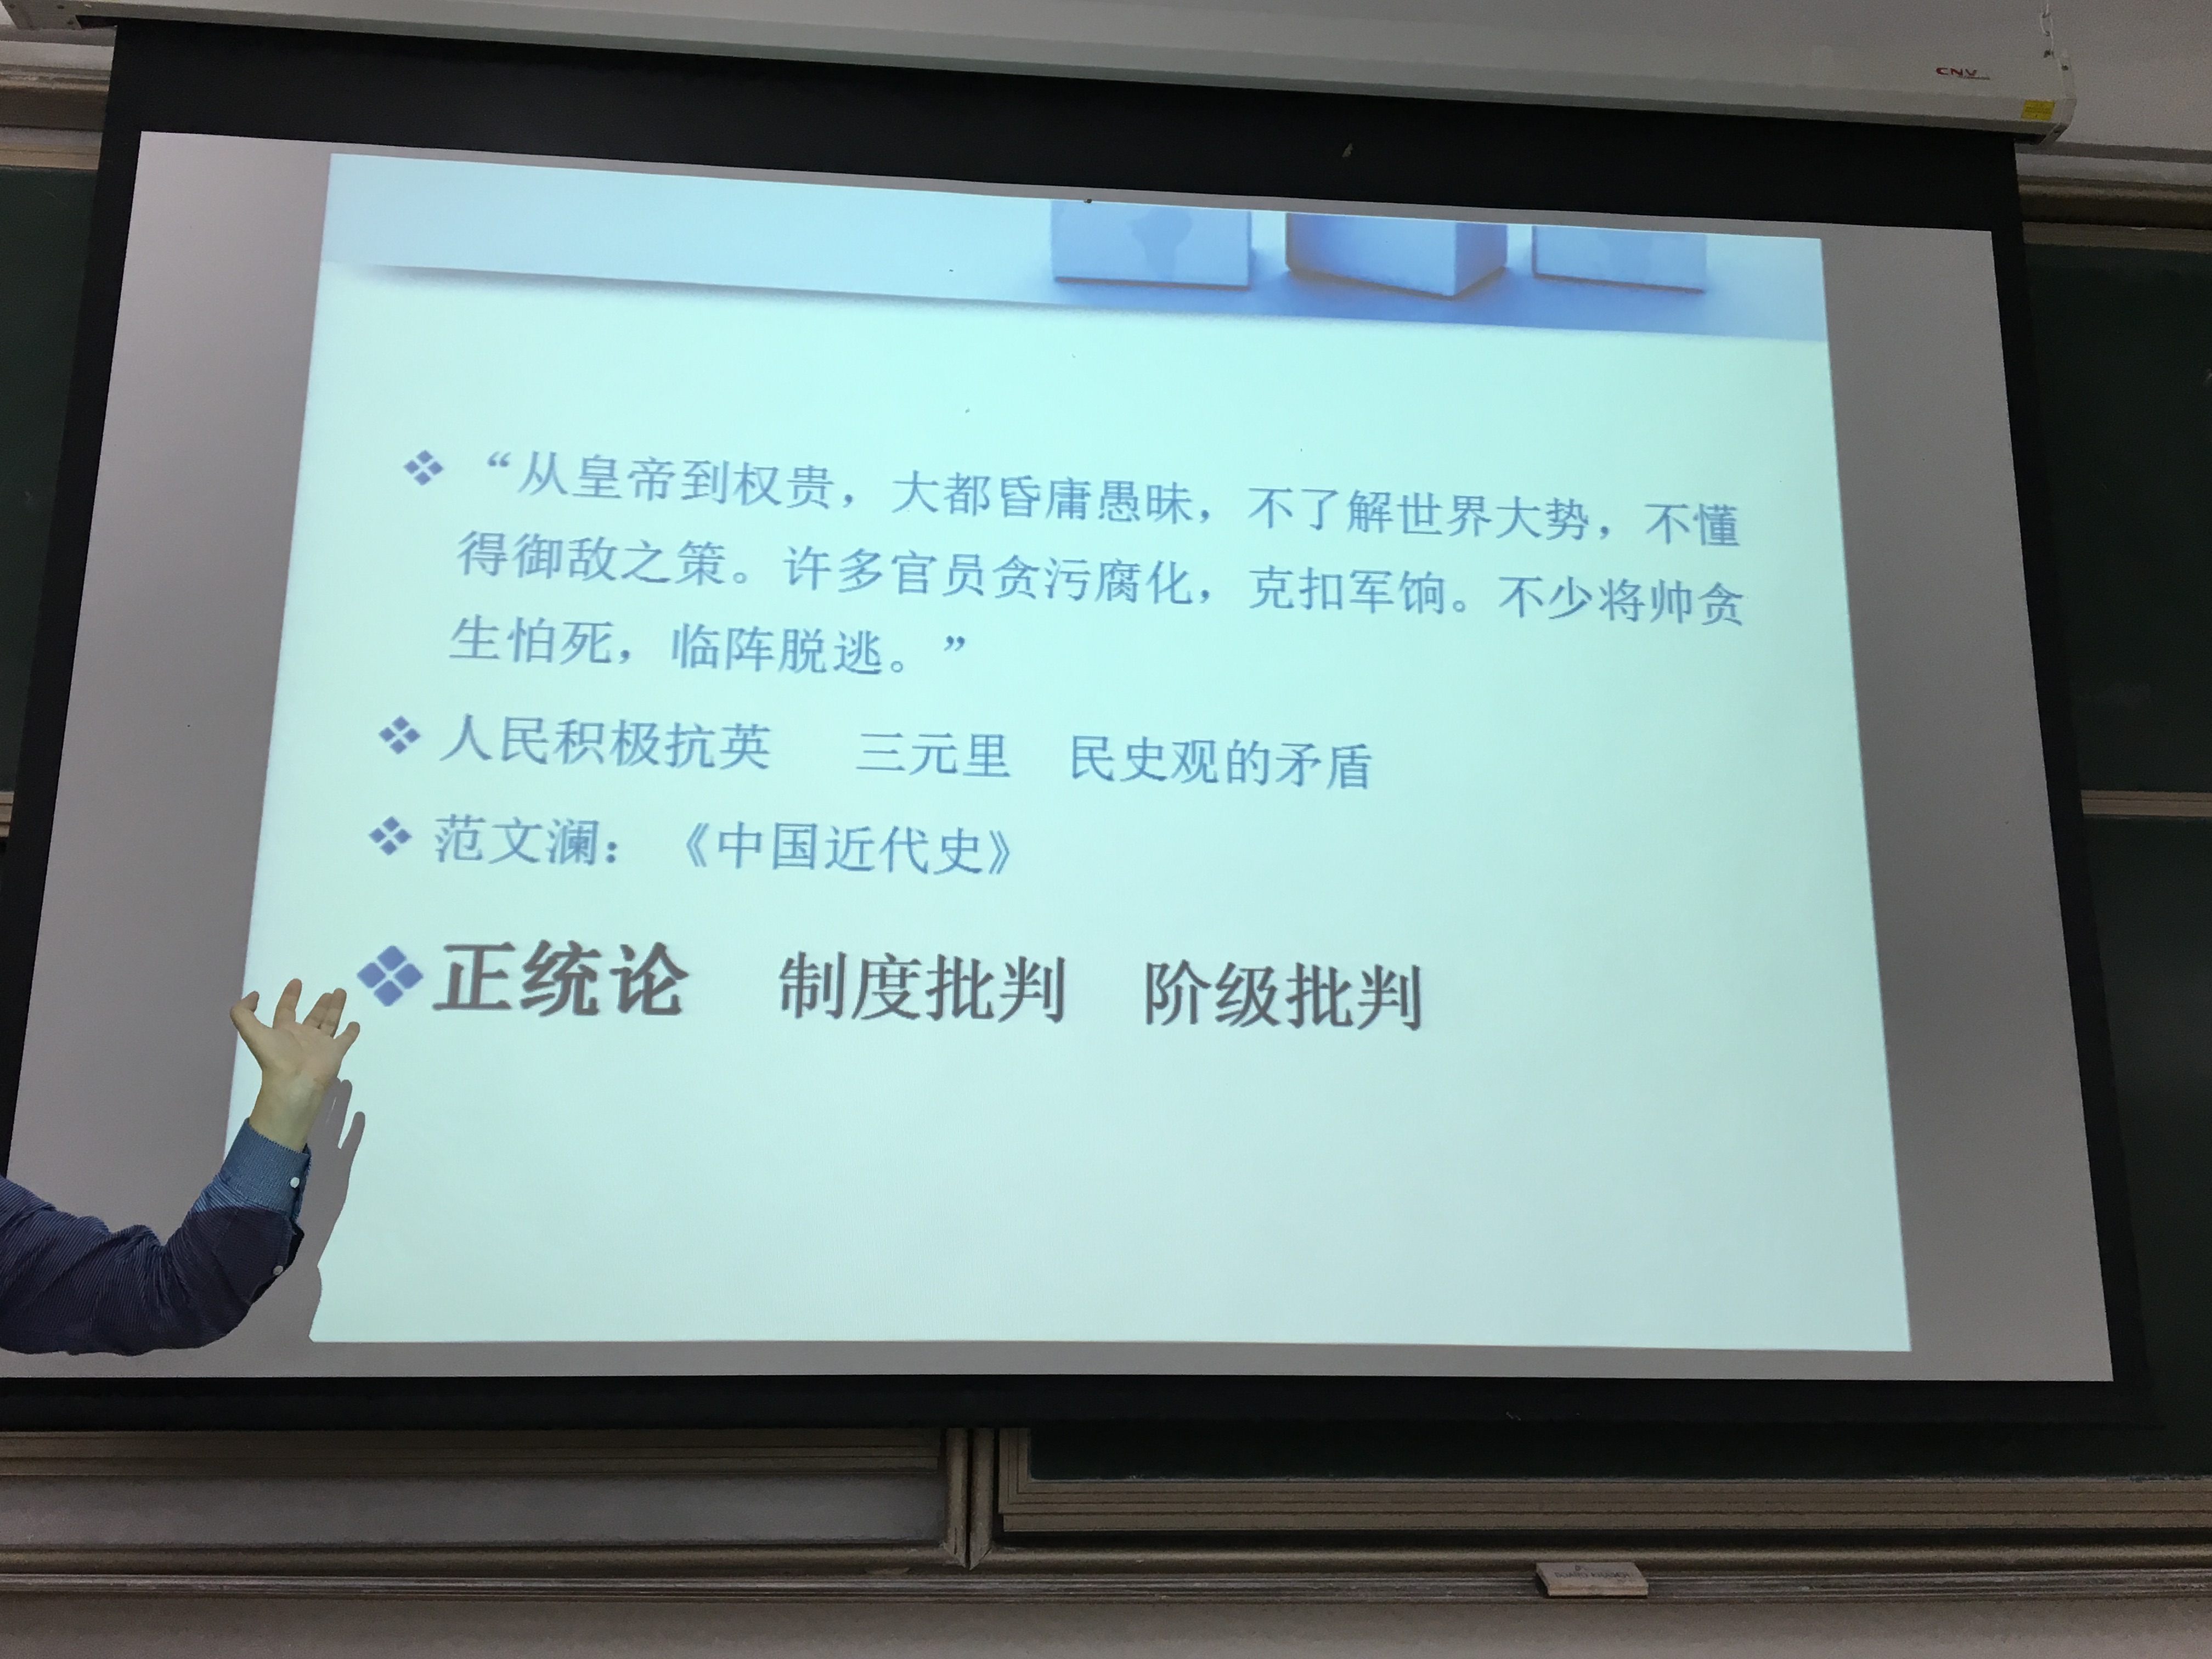 CNV
“从皇帝到权贵，大都昏庸愚昧，不了解世界大势，不懂
得御敌之策。许多官员贪污腐化，克扣军饷。不少将帅贪
生怕死，临阵脱逃。”
人民积极抗英 三元里 民史观的矛盾
范文澜：《中国近代史》
正统论 制度批判 阶级批判